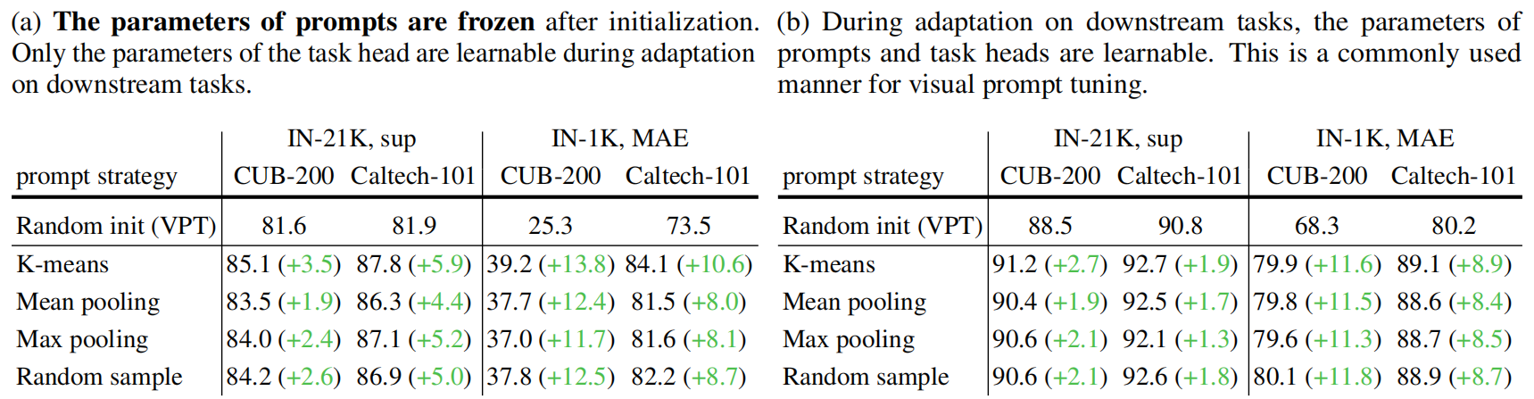 (a) The parameters of prompts are frozen after initialization.
Only the parameters of the task head are learnable during adaptation
on downstream tasks.
IN-21K, sup IN-1K, MAE
prompt strategy CUB-200 Caltech-101 CUB-200 Caltech-101
Random init (VPT) 81.6 81.9 25.3 73.5
K-means 85.1 (+3.5) 87.8 (+5.9) 39.2 (+13.8) 84.1 (+10.6)
Mean pooling 83.5 (+1.9) 86.3 (+4.4) 37.7 (+12.4) 81.5 (+8.0)
Max pooling 84.0 (+2.4) 87.1 (+5.2) 37.0 (+11.7) 81.6 (+8.1)
Random sample 84.2 (+2.6) 86.9 (+5.0) 37.8 (+12.5) 82.2 (+8.7)
(b) During adaptation on downstream tasks, the parameters of
prompts and task heads are learnable. This is a commonly used
manner for visual prompt tuning.
IN-21K, sup IN-1K, MAE
prompt strategy CUB-200 Caltech-101 CUB-200 Caltech-101
Random init (VPT) 88.5 90.8 68.3 80.2
K-means 91.2 (+2.7) 92.7 (+1.9) 79.9 (+11.6) 89.1 (+8.9)
Mean pooling 90.4 (+1.9) 92.5 (+1.7) 79.8 (+11.5) 88.6 (+8.4)
Max pooling 90.6 (+2.1) 92.1 (+1.3) 79.6 (+11.3) 88.7 (+8.5)
Random sample 90.6 (+2.1) 92.6 (+1.8) 80.1 (+11.8) 88.9 (+8.7)